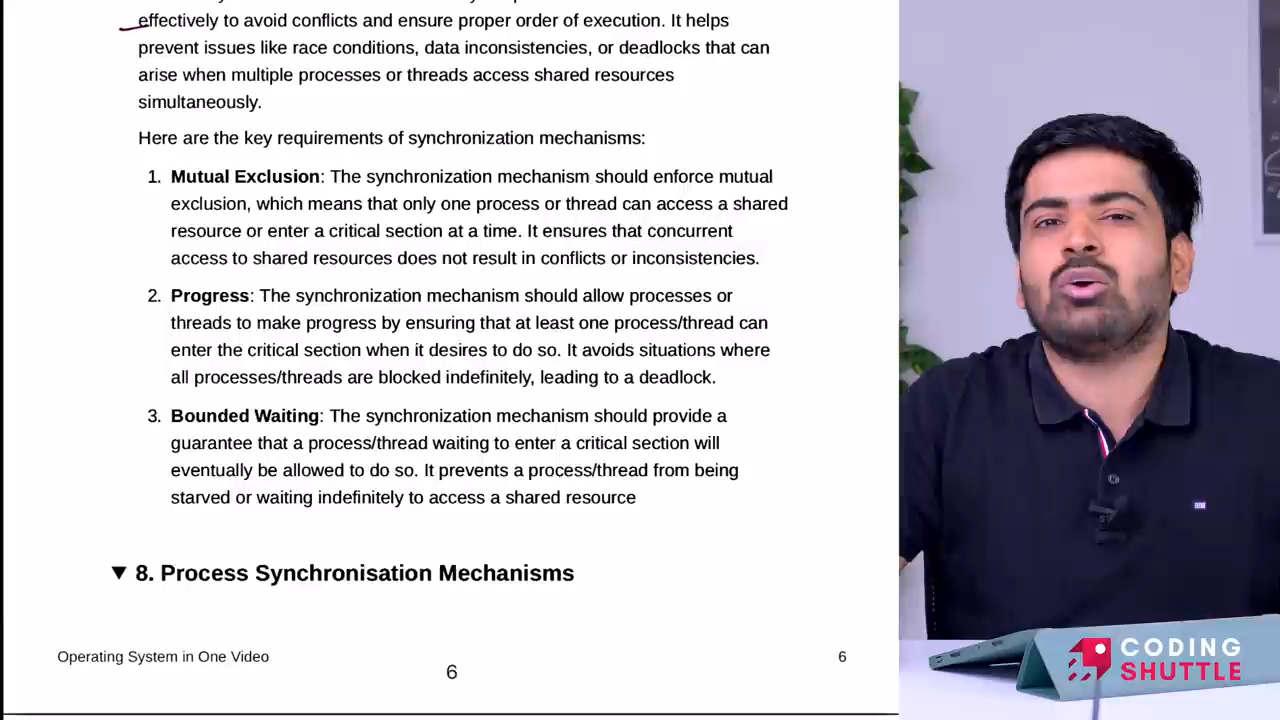 effectively to avoid conflicts and ensure proper order of execution. It helps
prevent issues like race conditions, data inconsistencies, or deadlocks that can
arise when multiple processes or threads access shared resources
simultaneously.
Here are the key requirements of synchronization mechanisms:
1. Mutual Exclusion: The synchronization mechanism should enforce mutual
exclusion, which means that only one process or thread can access a shared
resource or enter a critical section at a time. It ensures that concurrent
access to shared resources does not result in conflicts or inconsistencies.
2. Progress: The synchronization mechanism should allow processes or
threads to make progress by ensuring that at least one process/thread can
enter the critical section when it desires to do so. It avoids situations where
all processes/threads are blocked indefinitely, leading to a deadlock.
3. Bounded Waiting: The synchronization mechanism should provide a
guarantee that a process/thread waiting to enter a critical section will
eventually be allowed to do so. It prevents a process/thread from being
starved or waiting indefinitely to access a shared resource
8. Process Synchronisation Mechanisms
Operating System in One Video
6
6
CODING
SHUTTLE